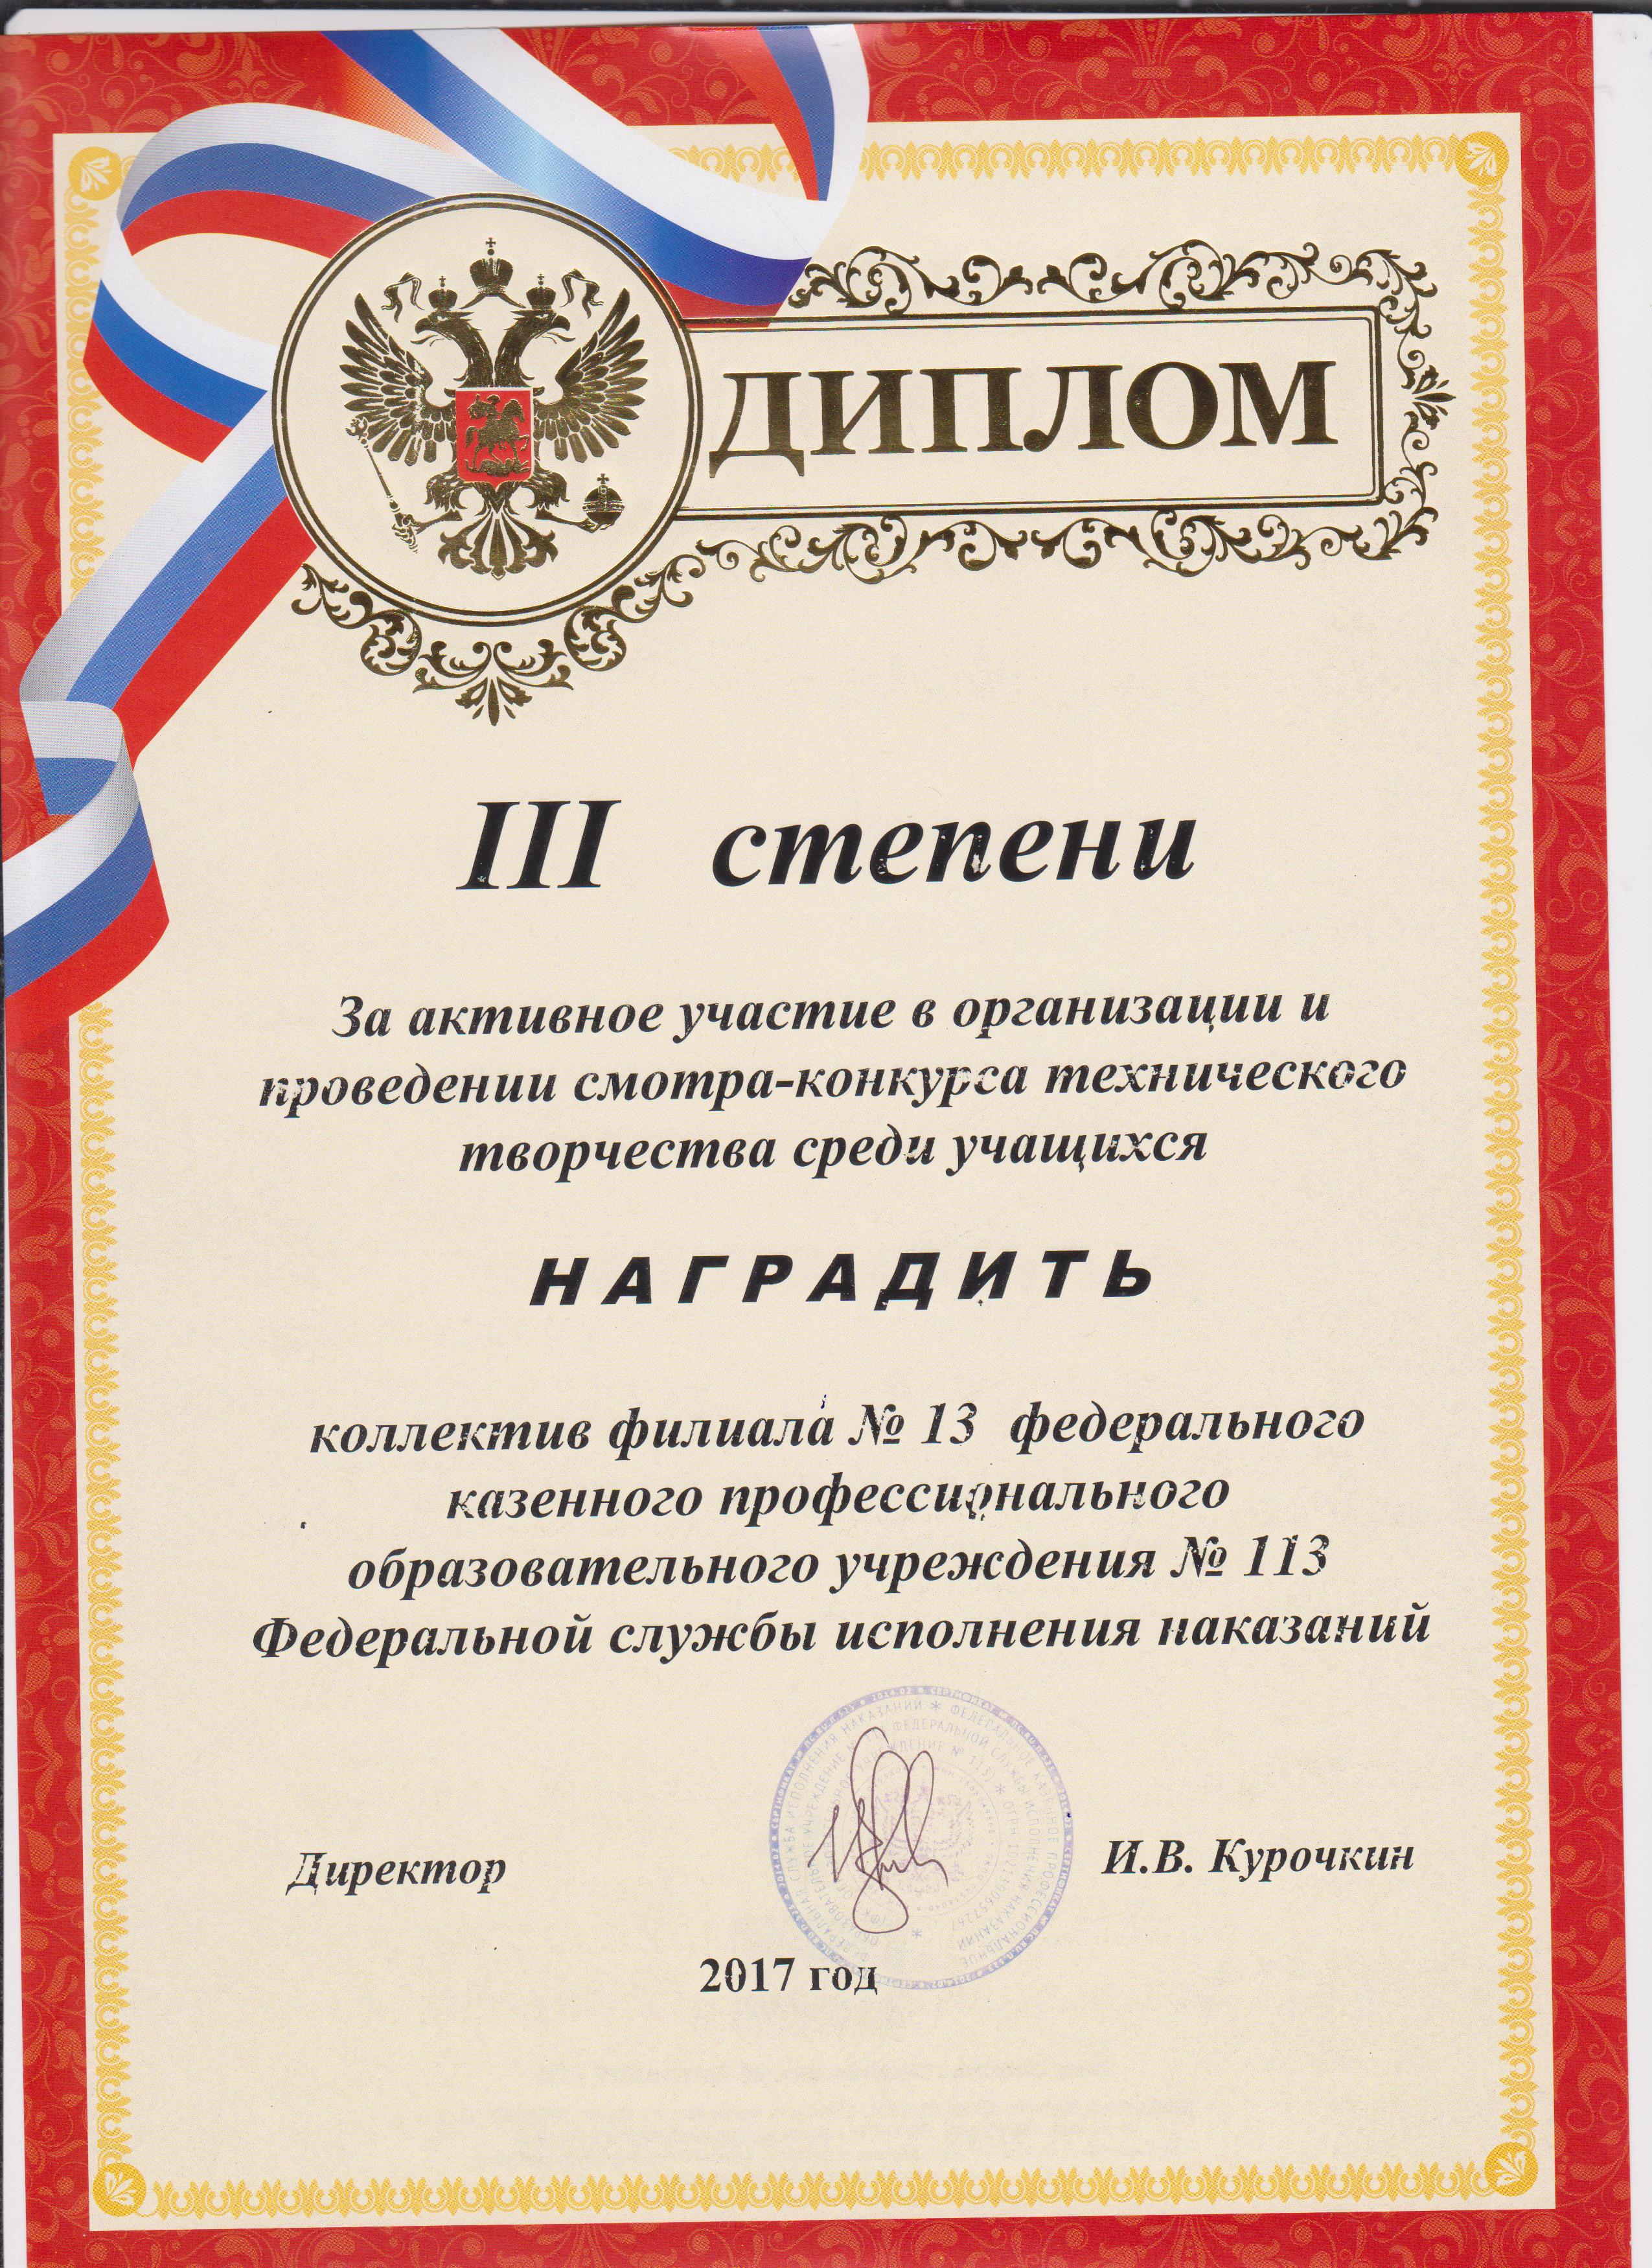 ДИПЛОМ
III степени
За активное участие в организации и
проведении смотра-конкурса технического
творчества среди учащихся
НАГРАДИТЬ
коллектив филиала № 13 федерального
казенного профессионального
образовательного учреждения № 113
Федеральной службы исполнения наказаний
Директор
И.В. Курочкин
2017 год